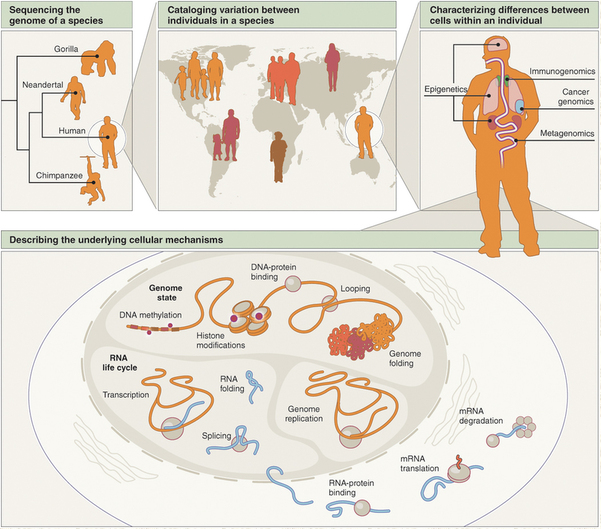 Sequencing the
genome of a species
Cataloging variation between
individuals in a species
Characterizing differences between
cells within an individual
Gorilla
Neandertal
Human
Chimpanzee
Epigenetics
Immunogenomics
Cancer
genomics
Metagenomics
Describing the underlying cellular mechanisms
Genome
state
DNA methylation
Histone
modifications
DNA-protein
binding
Looping
Genome
folding
RNA
life cycle
Transcription
RNA
folding
Splicing
Genome
replication
RNA-protein
binding
mRNA
translation
mRNA
degradation